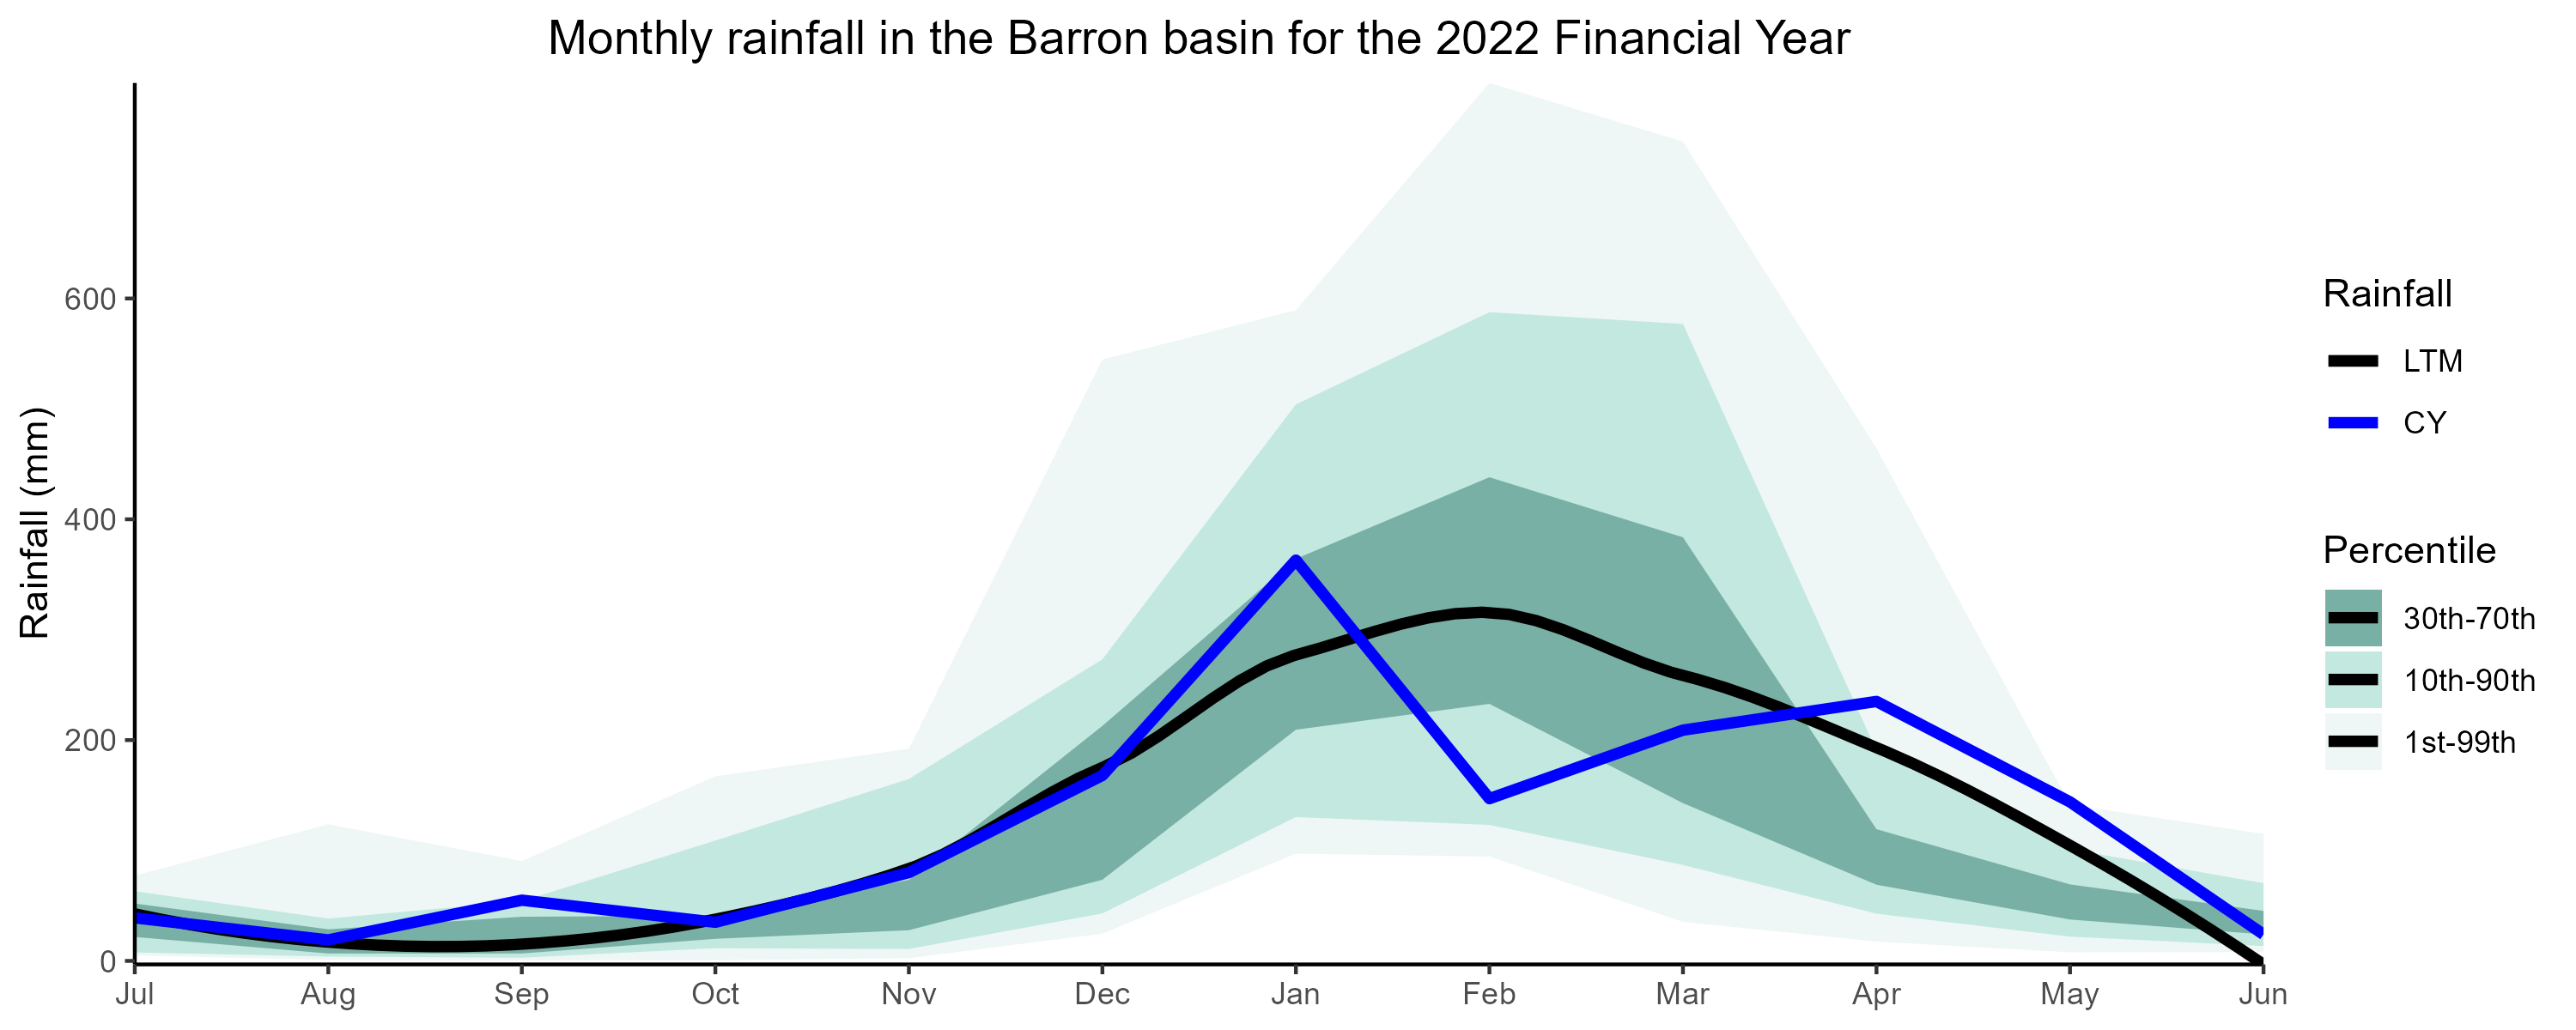 Monthly rainfall in the Barron basin for the 2022 Financial Year
Rainfall (mm)
600
400
200
0
Jul Aug Sep Oct Nov Dec Jan Feb Mar Apr May Jun
Rainfall
LTM
CY
Percentile
30th-70th
10th-90th
1st-99th